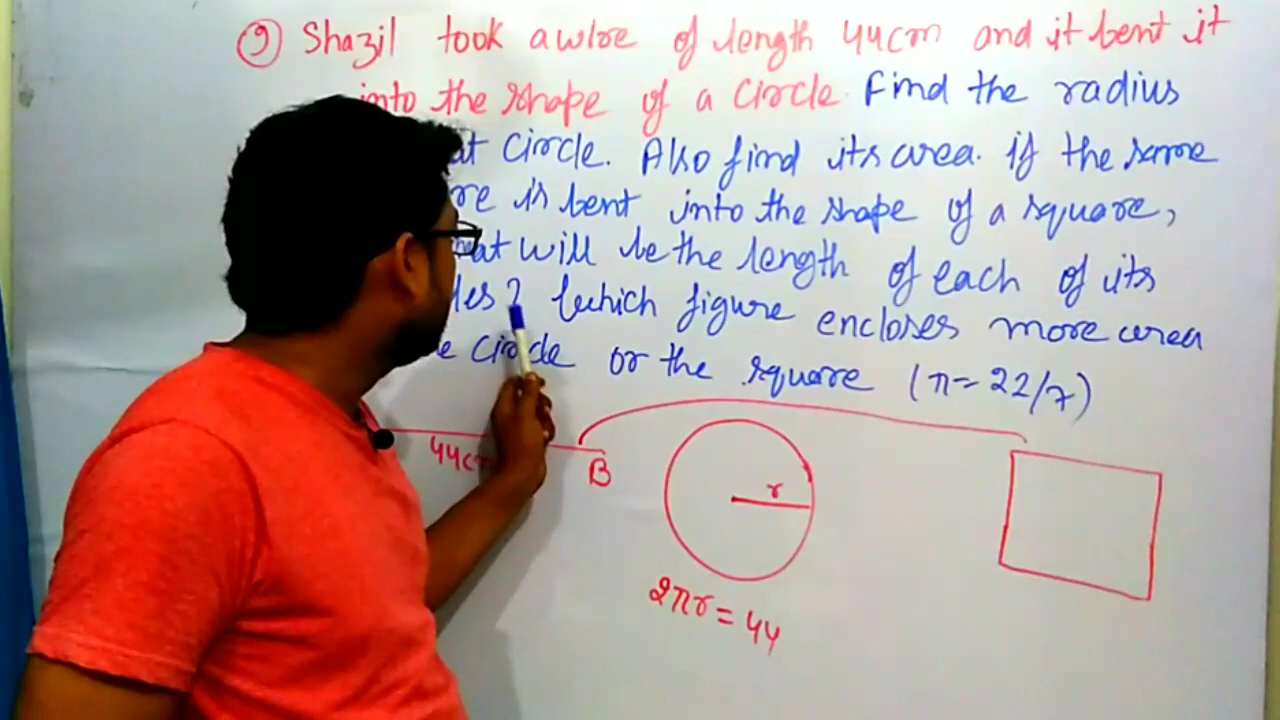 9 Shazil took a wire of length 44cm and it bent it
into the shape of a circle. Find the radius
at circle. Also find its area. if the same
re is bent into the shape of a square,
hat will be the length of each of its
des? Which figure encloses more area
e circle or the square (π=22/7)
44cm
B
r
2πr = 44